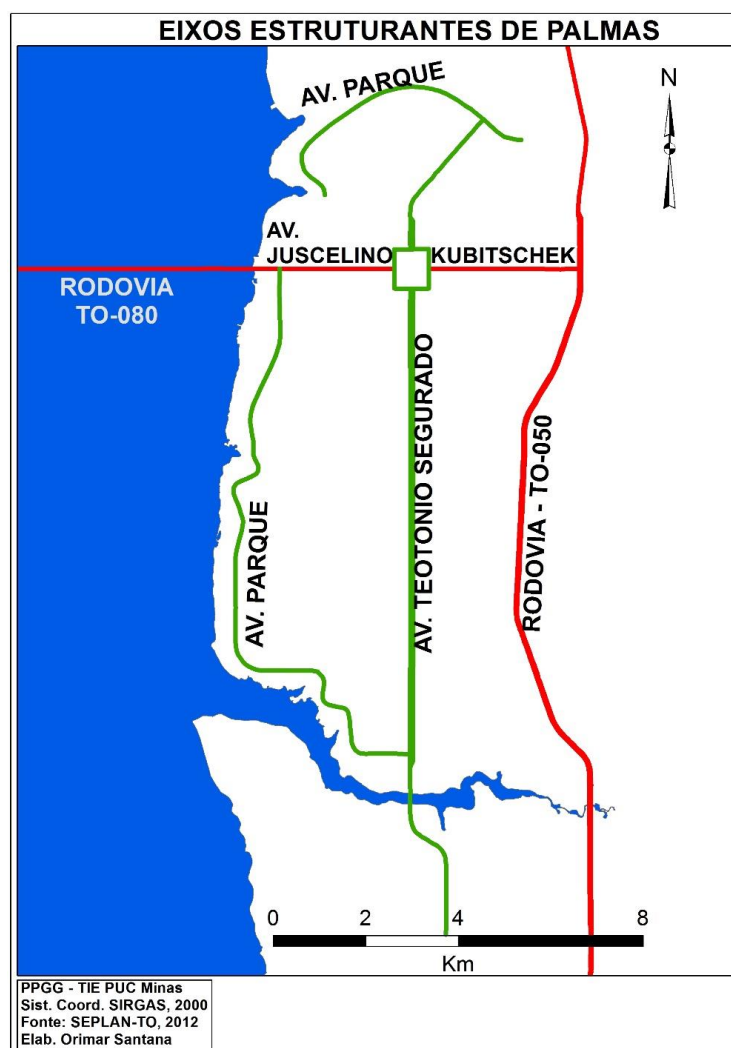 EIXOS ESTRUTURANTES DE PALMAS
AV. PARQUE
N
AV.
JUSCELINO KUBITSCHEK
RODOVIA
TO-080
AV. TEOTONIO SEGURADO
RODOVIA - TO-050
AV. PARQUE
0 2 4 8
Km
PPGG - TIE PUC Minas
Sist. Coord. SIRGAS, 2000
Fonte: SEPLAN-TO, 2012
Elab. Orimar Santana